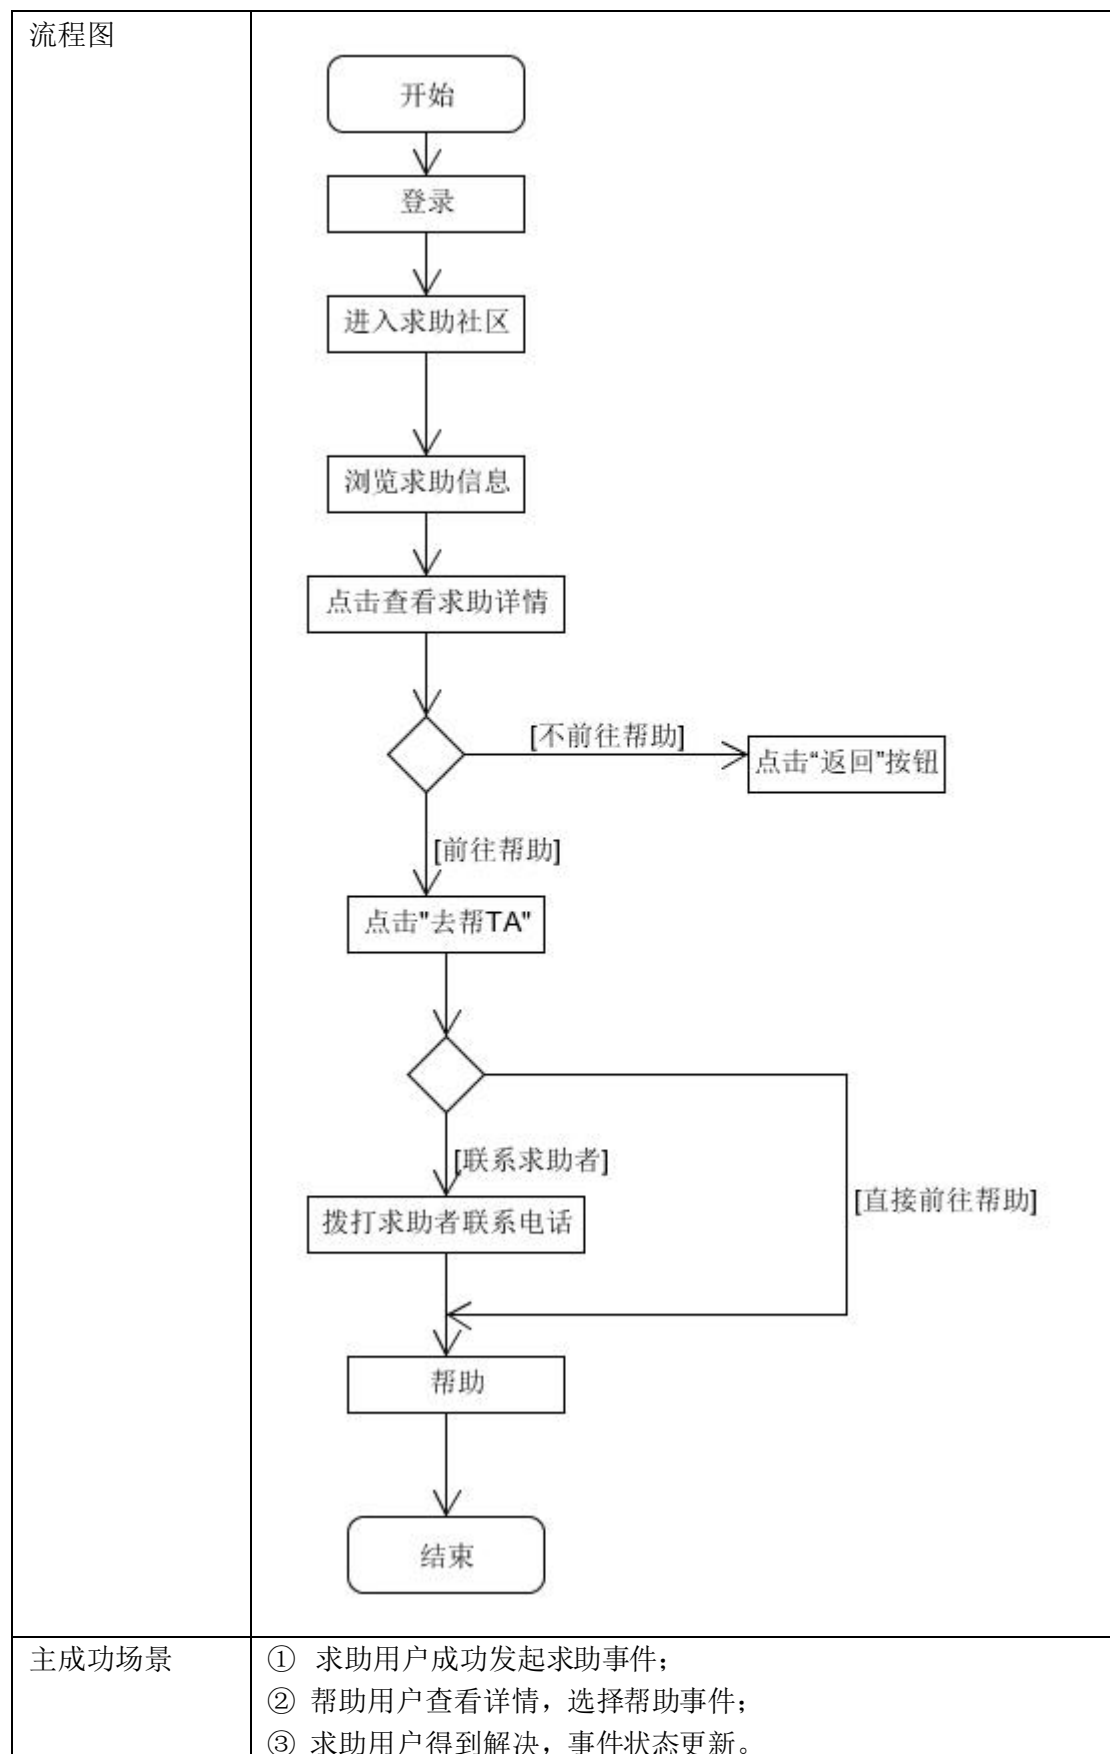 流程图
开始
登录
进入求助社区
浏览求助信息
点击查看求助详情
[不前往帮助]
点击“返回”按钮
[前往帮助]
点击"去帮TA"
[联系求助者]
[直接前往帮助]
拨打求助者联系电话
帮助
结束
主成功场景
① 求助用户成功发起求助事件；
② 帮助用户查看详情，选择帮助事件；
③ 求助用户得到解决，事件状态更新。